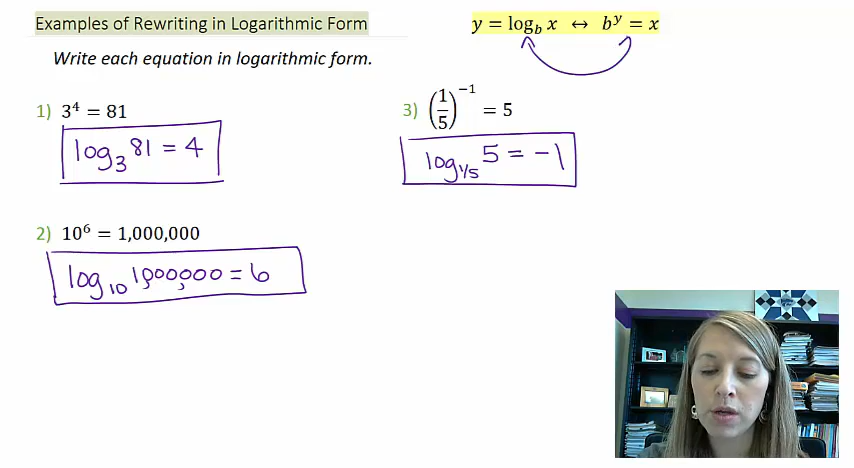 Examples of Rewriting in Logarithmic Form
y = log_b x ↔ b^y = x
Write each equation in logarithmic form.
1) 3^4 = 81
log_3 81 = 4
3) (1/5)^-1 = 5
log_1/5 5 = -1
2) 10^6 = 1,000,000
log_10 1,000,000 = 6